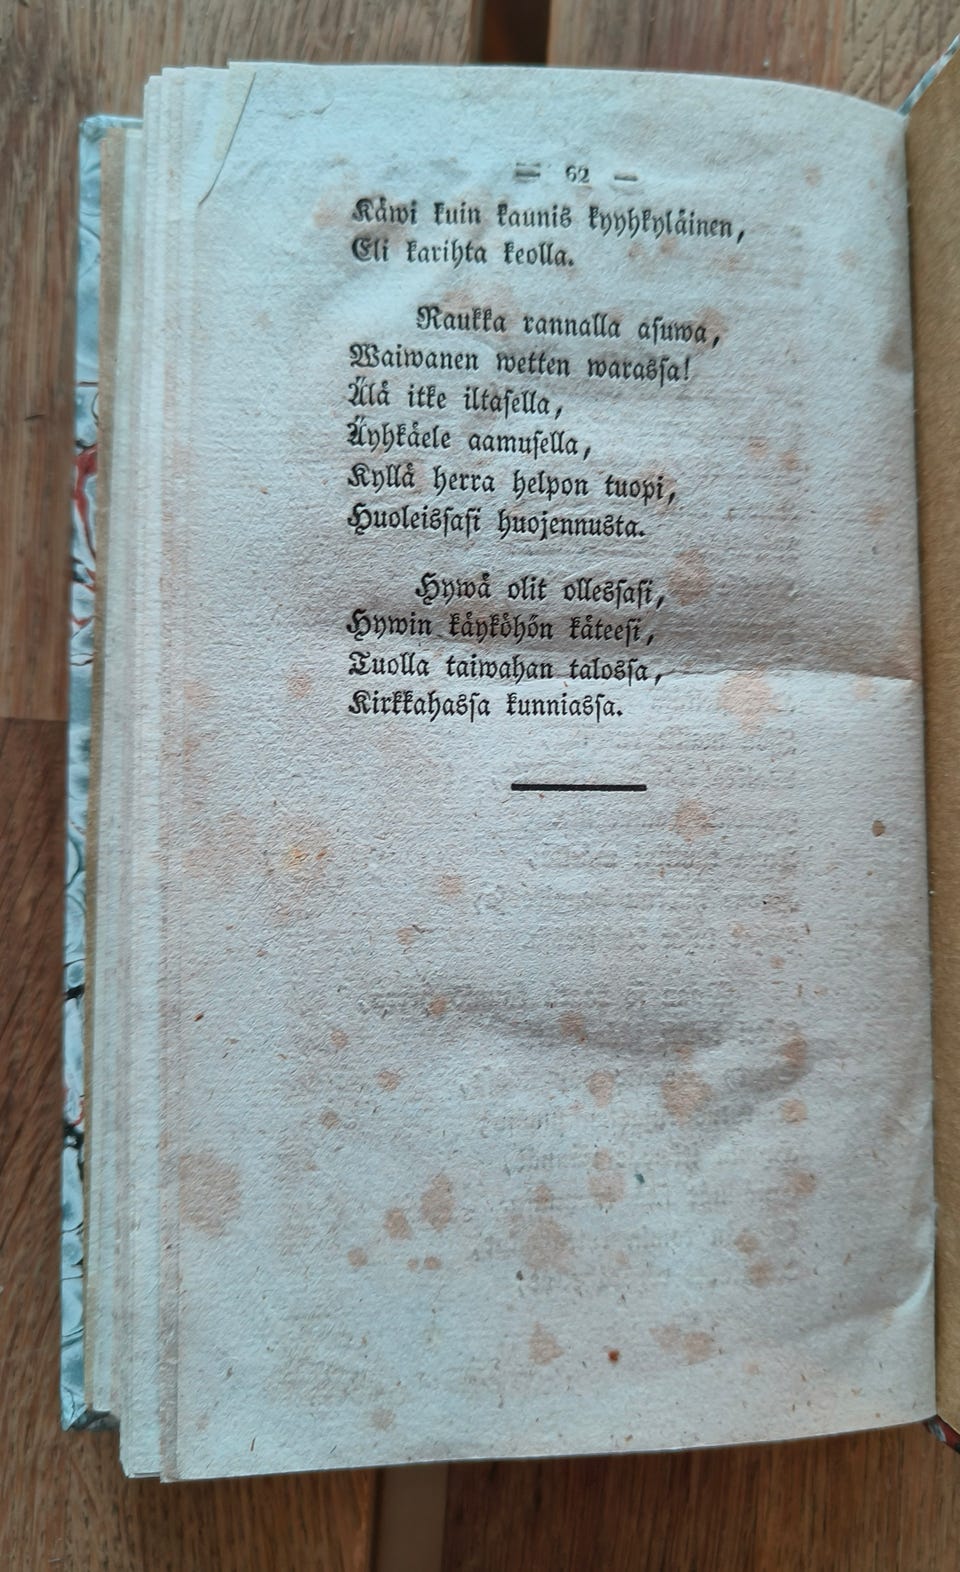 — 62 —
Käwi kuin kaunis kyyhkyläinen,
Eli karihta keolla.
Raukka rannalla asuwa,
Waiwanen wetten warassa!
Älä itke iltasella,
Äyhkäele aamusella,
Kyllä herra helpon tuopi,
Huoleissasi huojennusta.
Hywä olit ollessasi,
Hywin käyköhön käteesi,
Tuolla taiwahan talossa,
Kirkkahassa kunniassa.